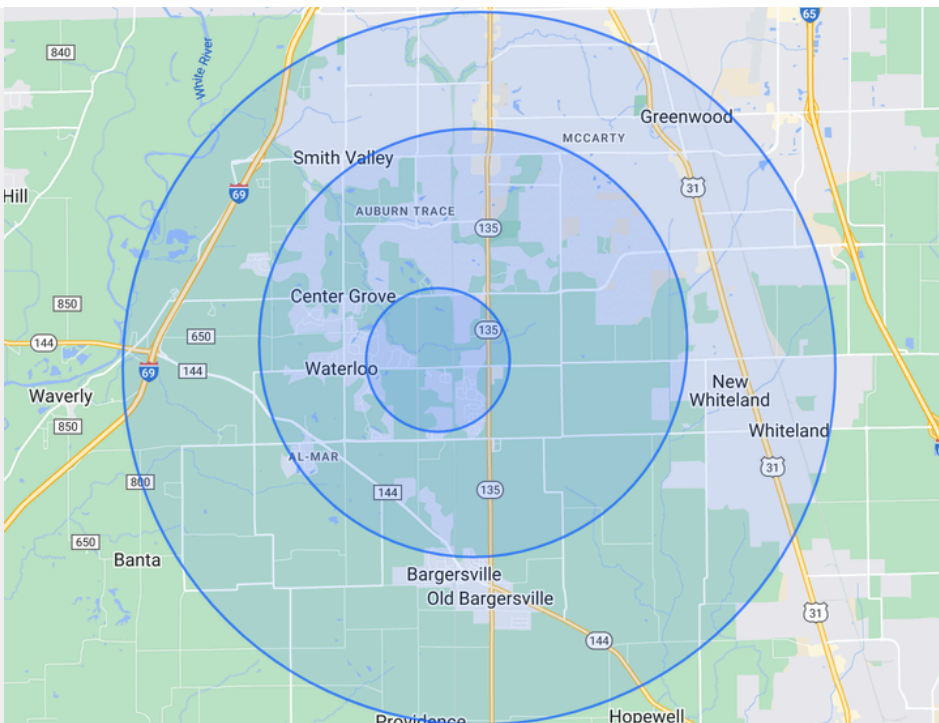 65
840
White River
Greenwood
MCCARTY
Smith Valley
31
69
Hill
AUBURN TRACE
135
Center Grove
850
135
650
144
Waterloo
69
144
New
Whiteland
Waverly
850
Whiteland
AL-MAR
31
800
144
135
650
Banta
Bargersville
Old Bargersville
31
144
Providence
Hopewell